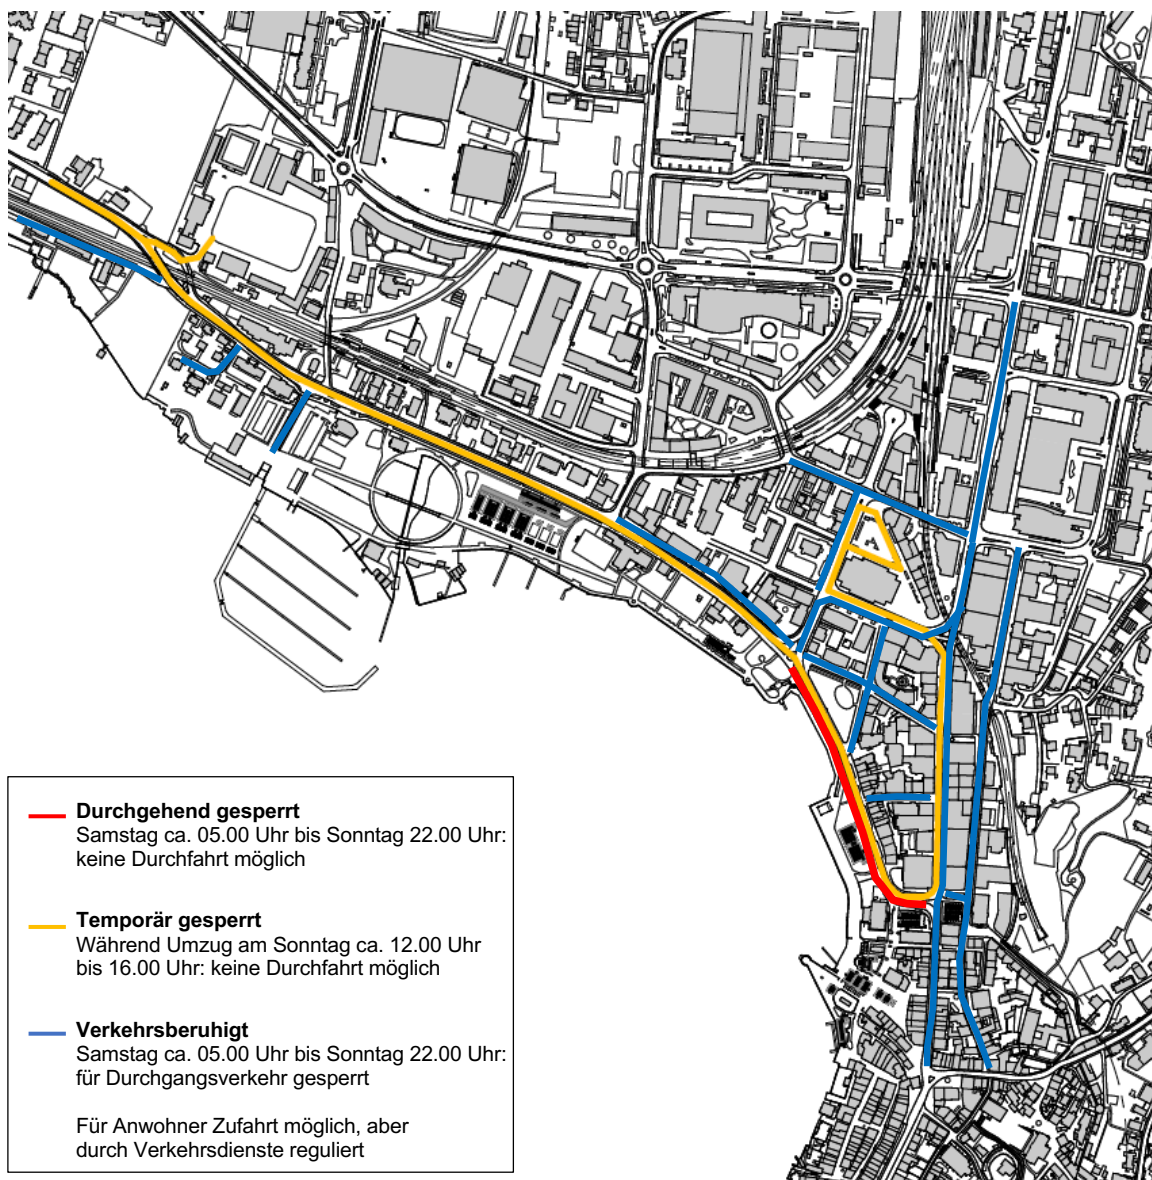 Durchgehend gesperrt
Samstag ca. 05.00 Uhr bis Sonntag 22.00 Uhr:
keine Durchfahrt möglich
Temporär gesperrt
Während Umzug am Sonntag ca. 12.00 Uhr
bis 16.00 Uhr: keine Durchfahrt möglich
Verkehrsberuhigt
Samstag ca. 05.00 Uhr bis Sonntag 22.00 Uhr:
für Durchgangsverkehr gesperrt
Für Anwohner Zufahrt möglich, aber
durch Verkehrsdienste reguliert